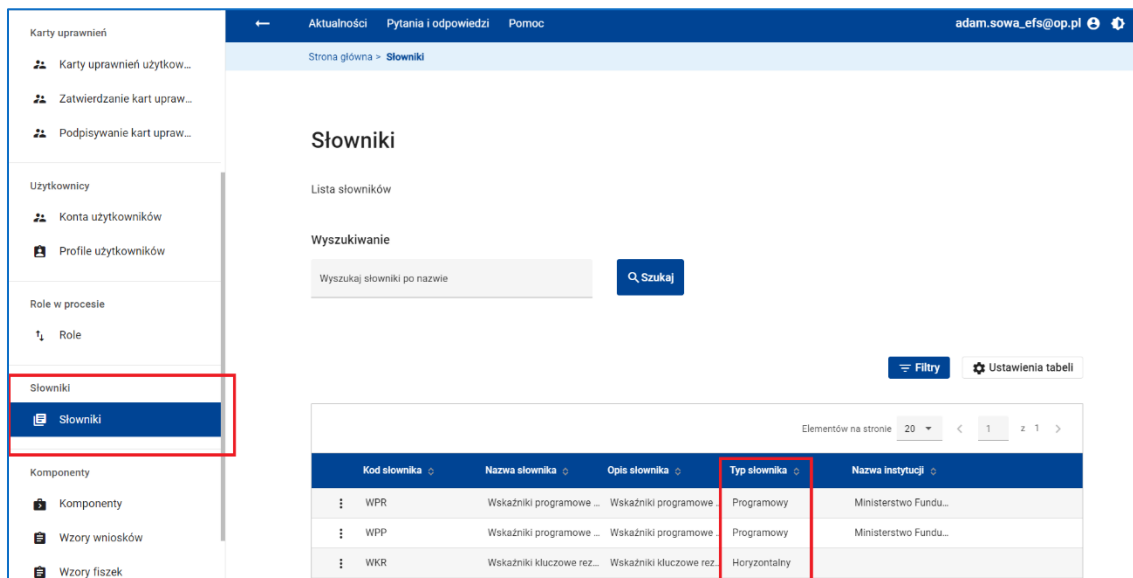 Karty uprawnień
Karty uprawnień użytkow...
Zatwierdzanie kart upraw...
Podpisywanie kart upraw...
Użytkownicy
Konta użytkowników
Profile użytkowników
Role w procesie
Role
Słowniki
Słowniki
Komponenty
Komponenty
Wzory wniosków
Wzory fiszek
Aktualności Pytania i odpowiedzi Pomoc adam.sowa_efs@op.pl
Strona główna > Słowniki
Słowniki
Lista słowników
Wyszukiwanie
Wyszukaj słowniki po nazwie Szukaj
Filtry Ustawienia tabeli
Elementów na stronie 20 < 1 z 1 >
Kod słownika Nazwa słownika Opis słownika Typ słownika Nazwa instytucji
WPR Wskaźniki programowe ... Wskaźniki programowe ... Programowy Ministerstwo Fundu...
WPP Wskaźniki programowe ... Wskaźniki programowe ... Programowy Ministerstwo Fundu...
WKR Wskaźniki kluczowe rez... Wskaźniki kluczowe rez... Horyzontalny